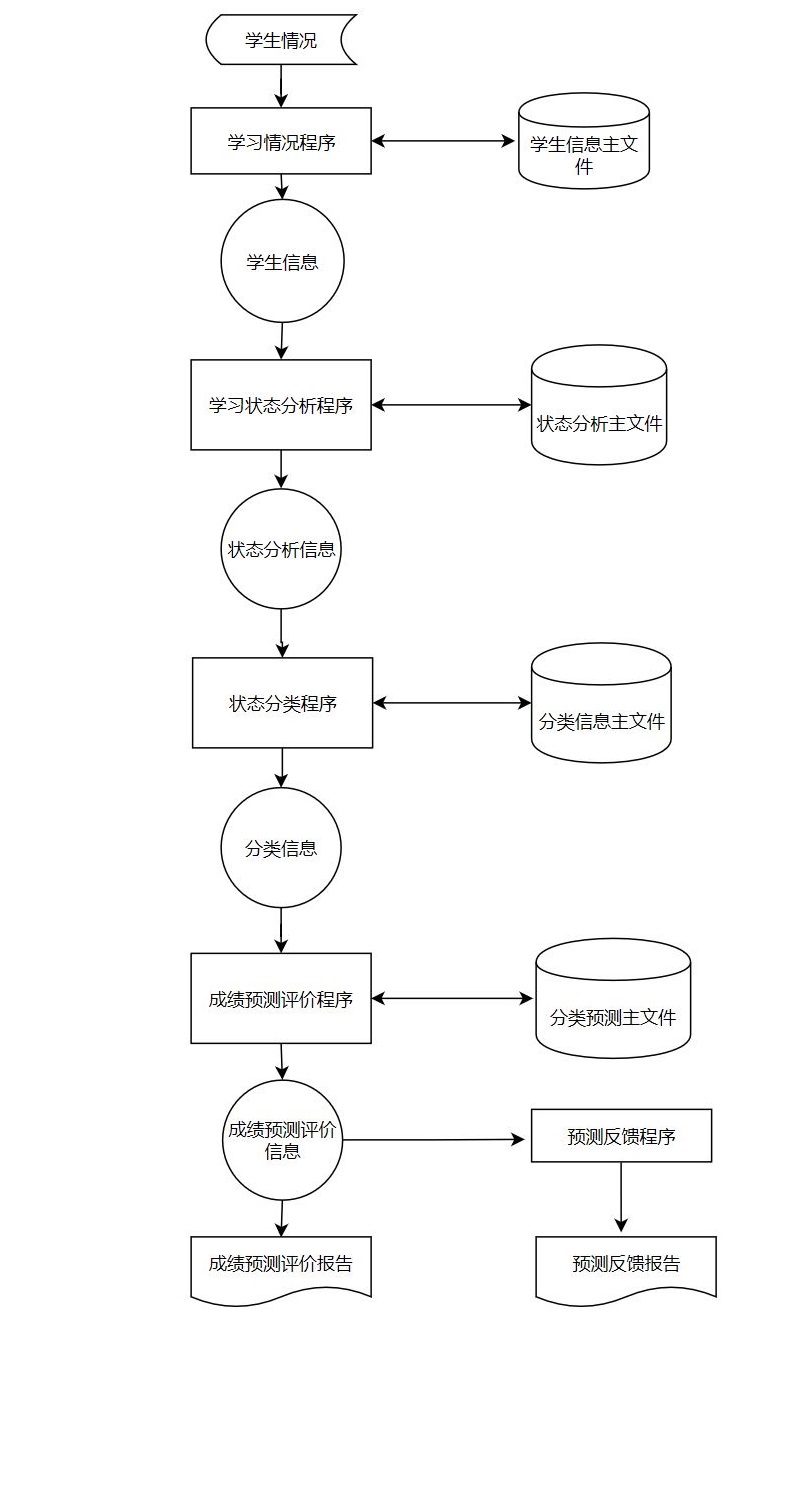 学生情况
学习情况程序
学生信息主文
件
学生信息
学习状态分析程序
状态分析主文件
状态分析信息
状态分类程序
分类信息主文件
分类信息
成绩预测评价程序
分类预测主文件
成绩预测评价
信息
预测反馈程序
成绩预测评价报告
预测反馈报告